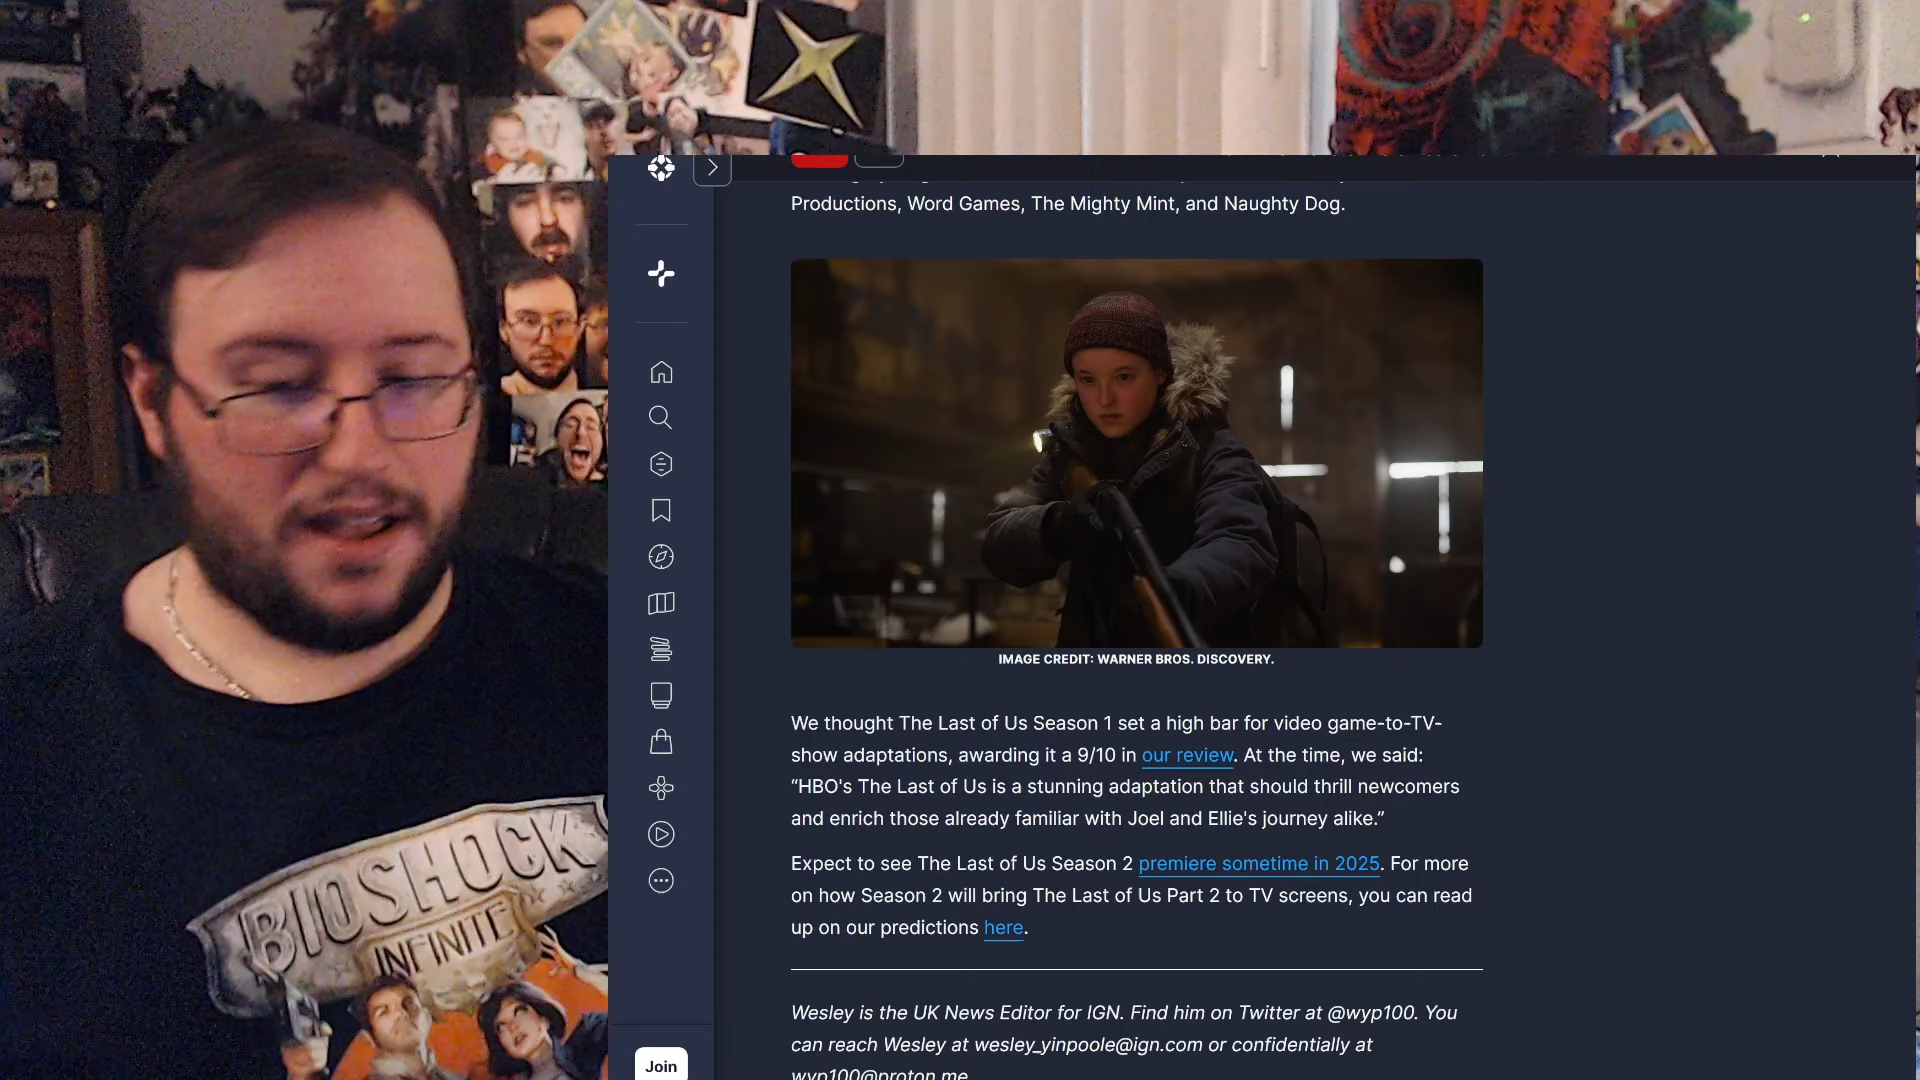 Productions, Word Games, The Mighty Mint, and Naughty Dog.
IMAGE CREDIT: WARNER BROS. DISCOVERY.
We thought The Last of Us Season 1 set a high bar for video game-to-TV-
show adaptations, awarding it a 9/10 in our review. At the time, we said:
“HBO's The Last of Us is a stunning adaptation that should thrill newcomers
and enrich those already familiar with Joel and Ellie's journey alike.”
Expect to see The Last of Us Season 2 premiere sometime in 2025. For more
on how Season 2 will bring The Last of Us Part 2 to TV screens, you can read
up on our predictions here.
Wesley is the UK News Editor for IGN. Find him on Twitter at @wyp100. You
can reach Wesley at wesley_yinpoole@ign.com or confidentially at
wyp100@proton.me
Join
BIOSHOCK
INFINITE